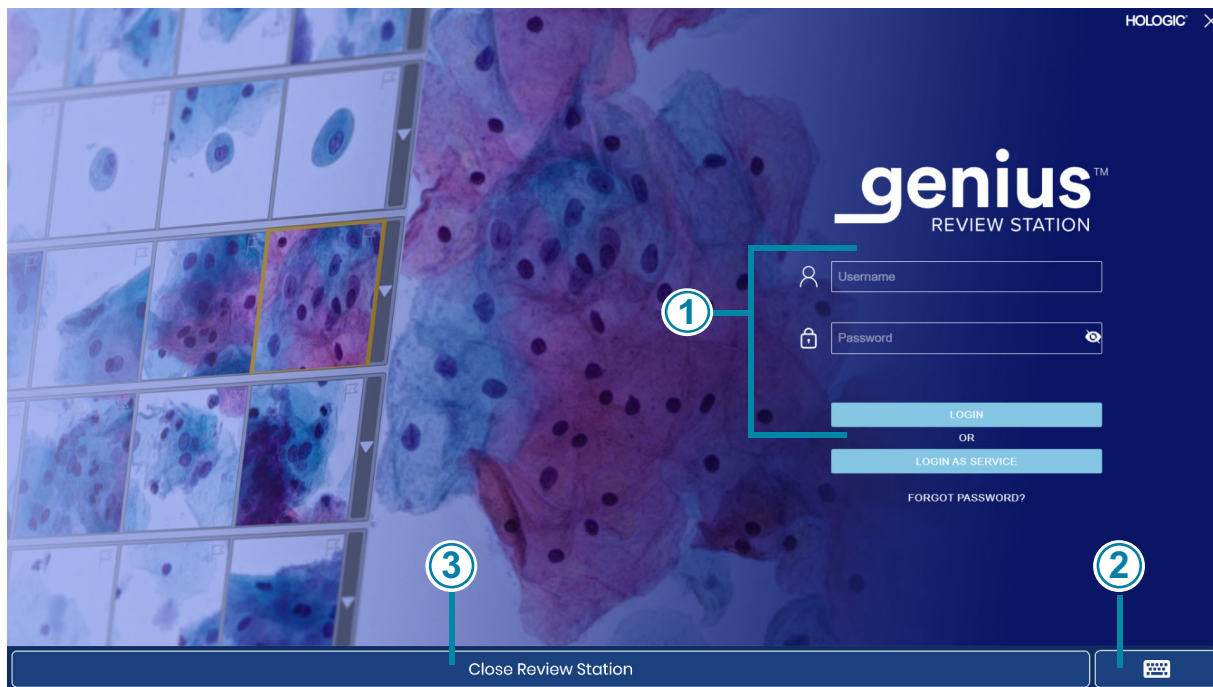 HOLOGIC
genius™
REVIEW STATION
Username
1
Password
LOGIN
OR
LOGIN AS SERVICE
FORGOT PASSWORD?
3
2
Close Review Station